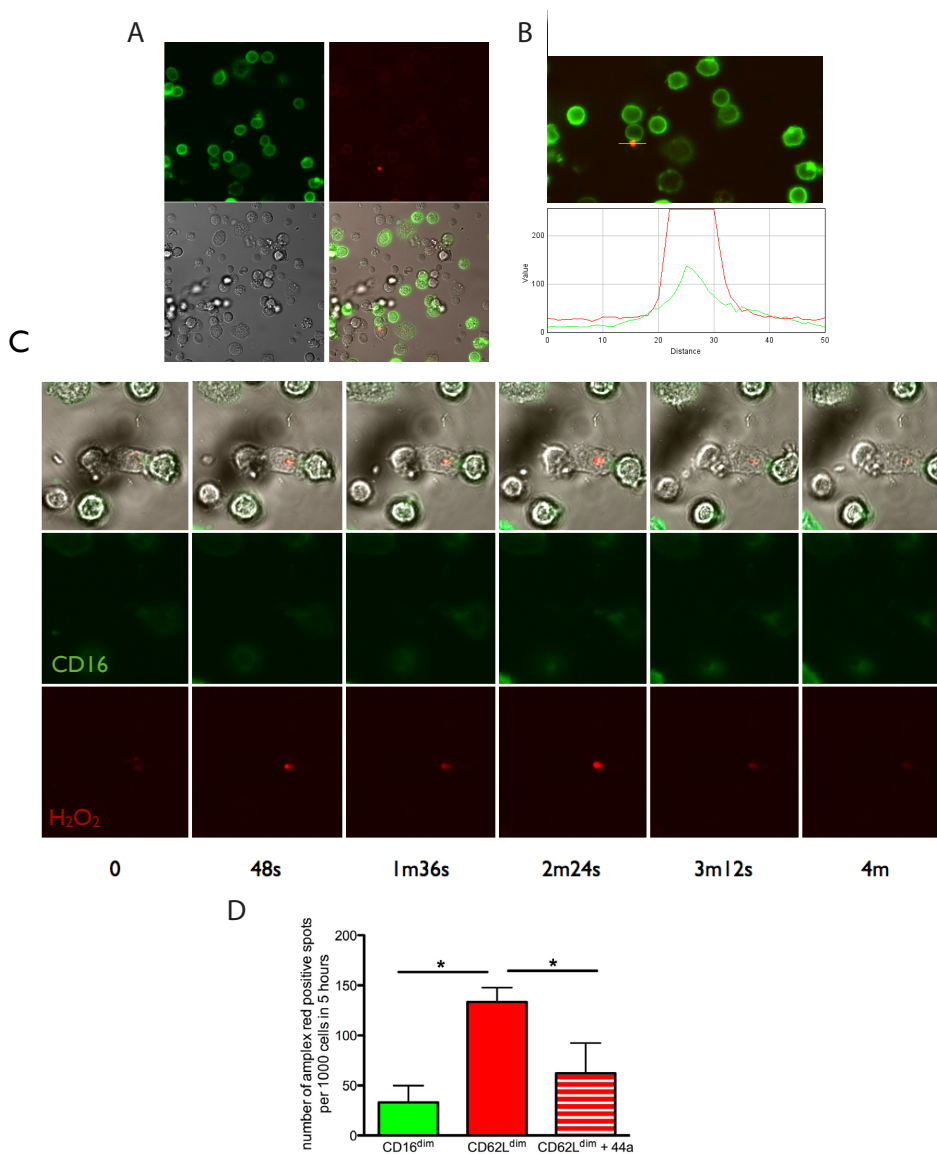 A
B
200
100
0
Value
0 10 20 30 40 50
Distance
C
CD16
H₂O₂
0 48s 1m36s 2m24s 3m12s 4m
D
number of amplex red positive spots
per 1000 cells in 5 hours
200
150
100
50
0
*
*
CD16ᵈⁱᵐ CD62Lᵈⁱᵐ CD62Lᵈⁱᵐ + 44a